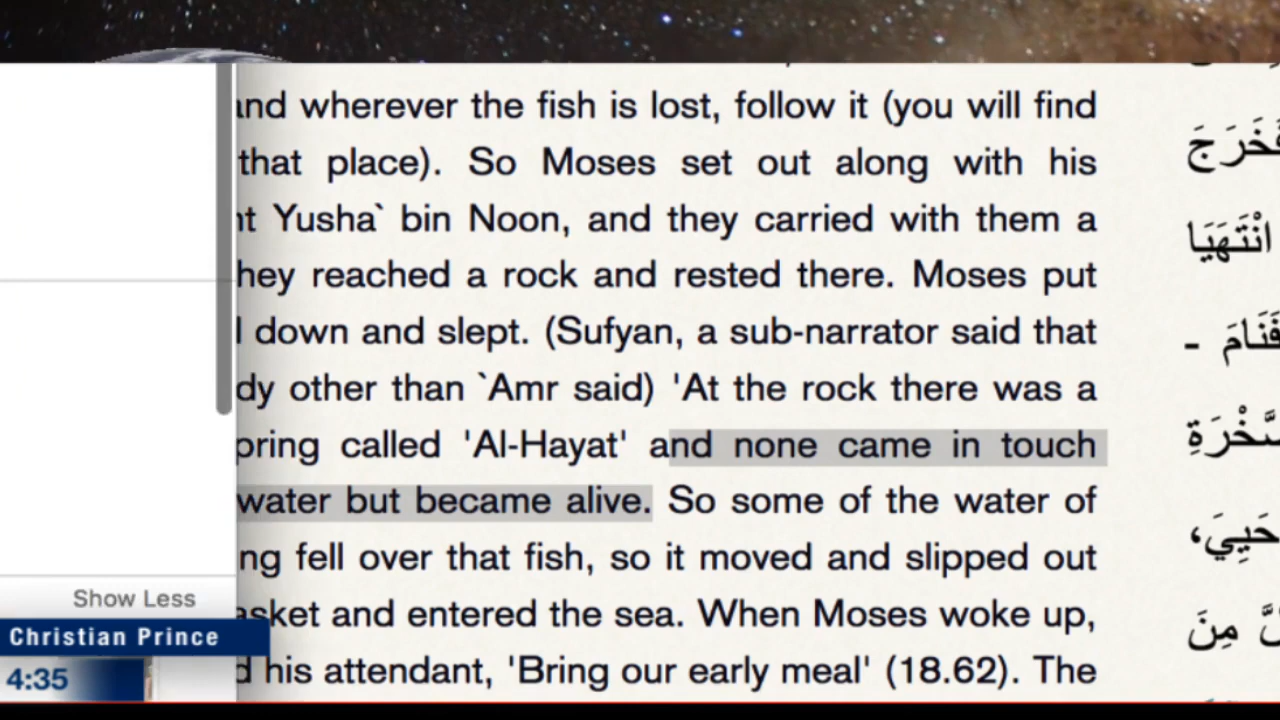 and wherever the fish is lost, follow it (you will find
that place). So Moses set out along with his
Yusha` bin Noon, and they carried with them a
hey reached a rock and rested there. Moses put
down and slept. (Sufyan, a sub-narrator said that
dy other than `Amr said) 'At the rock there was a
pring called 'Al-Hayat' and none came in touch
water but became alive. So some of the water of
ng fell over that fish, so it moved and slipped out
asket and entered the sea. When Moses woke up,
his attendant, 'Bring our early meal' (18.62). The
فَخَرَجَ
انْتَهَيَا
فَنَامَ ـ
حَيِيَ،
مِنَ
Show Less
Christian Prince
4:35